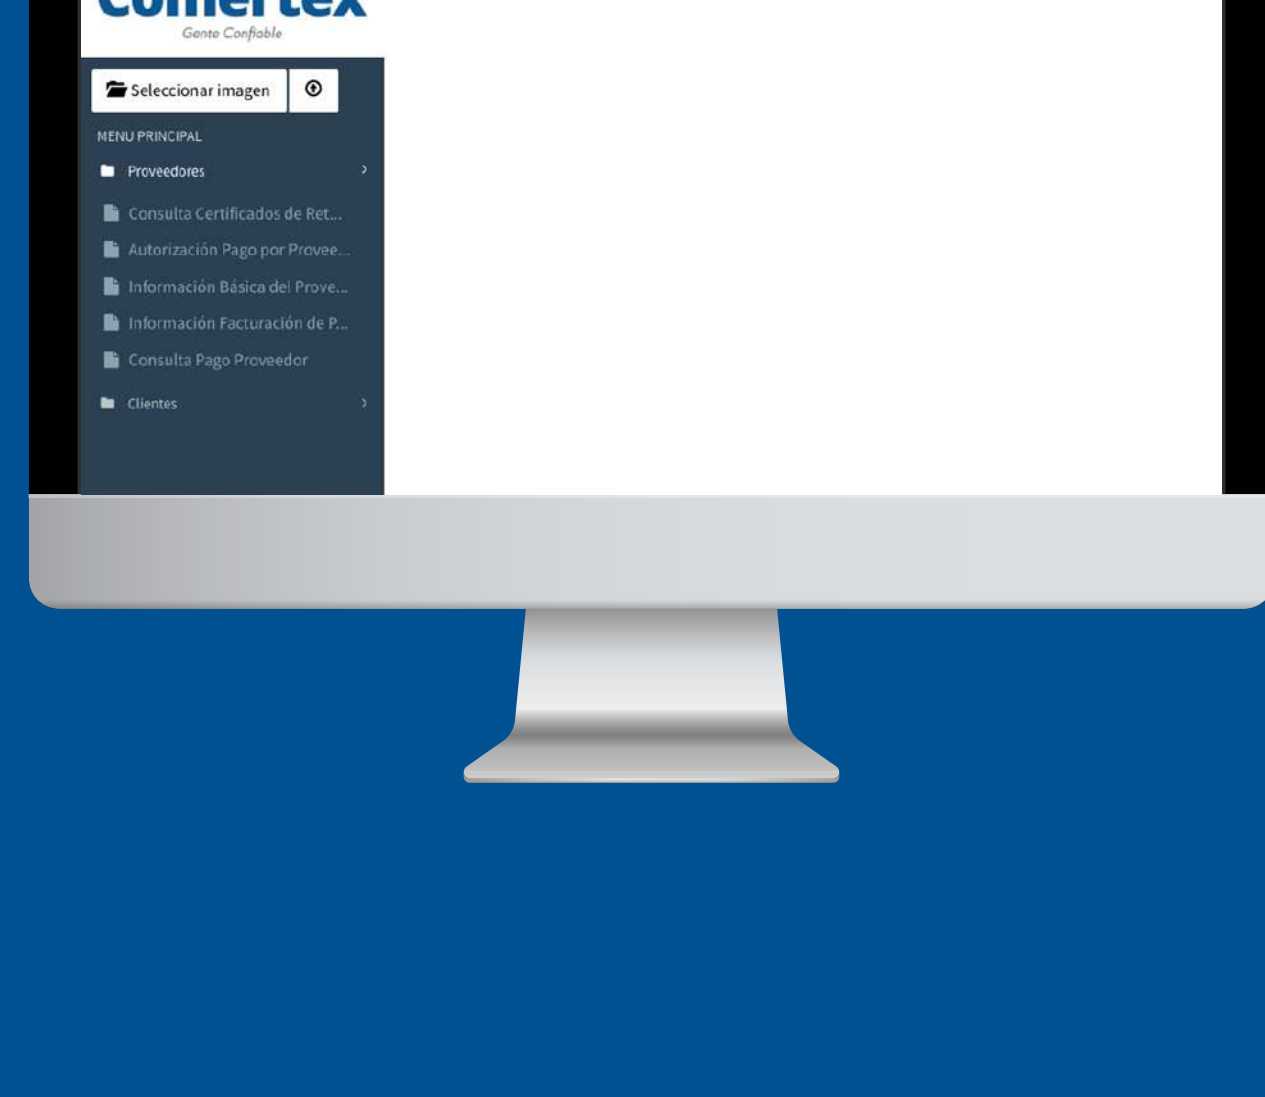 Comertex
Gente Confiable
Seleccionar imagen
MENU PRINCIPAL
Proveedores
Consulta Certificados de Ret...
Autorización Pago por Provee...
Información Básica del Prove...
Información Facturación de P...
Consulta Pago Proveedor
Clientes